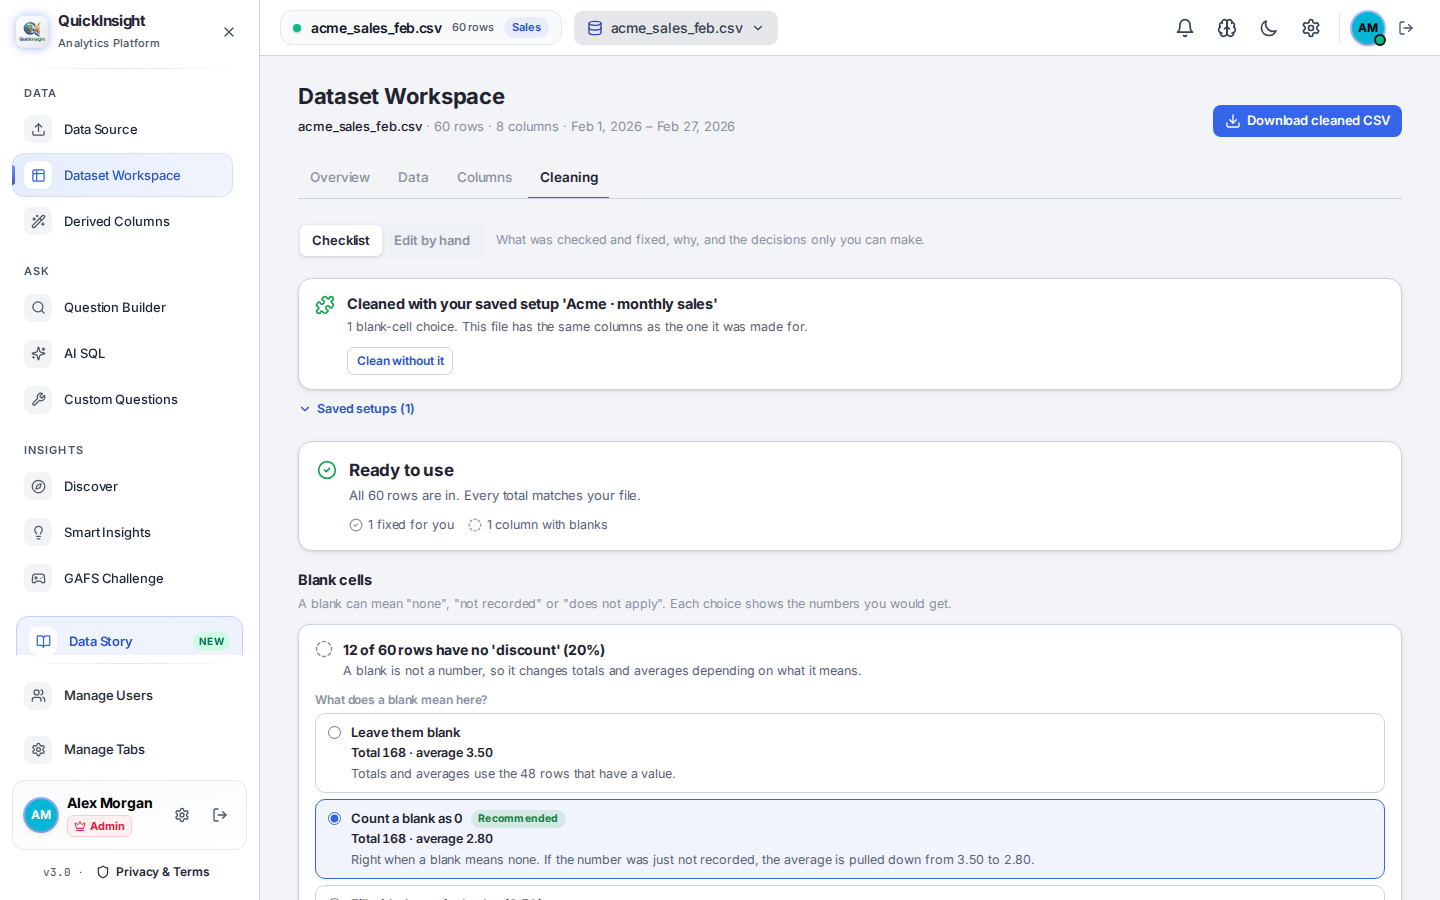 QuickInsight
Analytics Platform
DATA
Data Source
Dataset Workspace
Derived Columns
ASK
Question Builder
AI SQL
Custom Questions
INSIGHTS
Discover
Smart Insights
GAFS Challenge
Data Story NEW
Manage Users
Manage Tabs
AM Alex Morgan
Admin
v3.0 · Privacy & Terms
acme_sales_feb.csv 60 rows Sales
acme_sales_feb.csv
AM
Dataset Workspace
acme_sales_feb.csv · 60 rows · 8 columns · Feb 1, 2026 – Feb 27, 2026
Download cleaned CSV
Overview Data Columns Cleaning
Checklist Edit by hand What was checked and fixed, why, and the decisions only you can make.
Cleaned with your saved setup 'Acme · monthly sales'
1 blank-cell choice. This file has the same columns as the one it was made for.
Clean without it
Saved setups (1)
Ready to use
All 60 rows are in. Every total matches your file.
1 fixed for you 1 column with blanks
Blank cells
A blank can mean "none", "not recorded" or "does not apply". Each choice shows the numbers you would get.
12 of 60 rows have no 'discount' (20%)
A blank is not a number, so it changes totals and averages depending on what it means.
What does a blank mean here?
Leave them blank
Total 168 · average 3.50
Totals and averages use the 48 rows that have a value.
Count a blank as 0 Recommended
Total 168 · average 2.80
Right when a blank means none. If the number was just not recorded, the average is pulled down from 3.50 to 2.80.